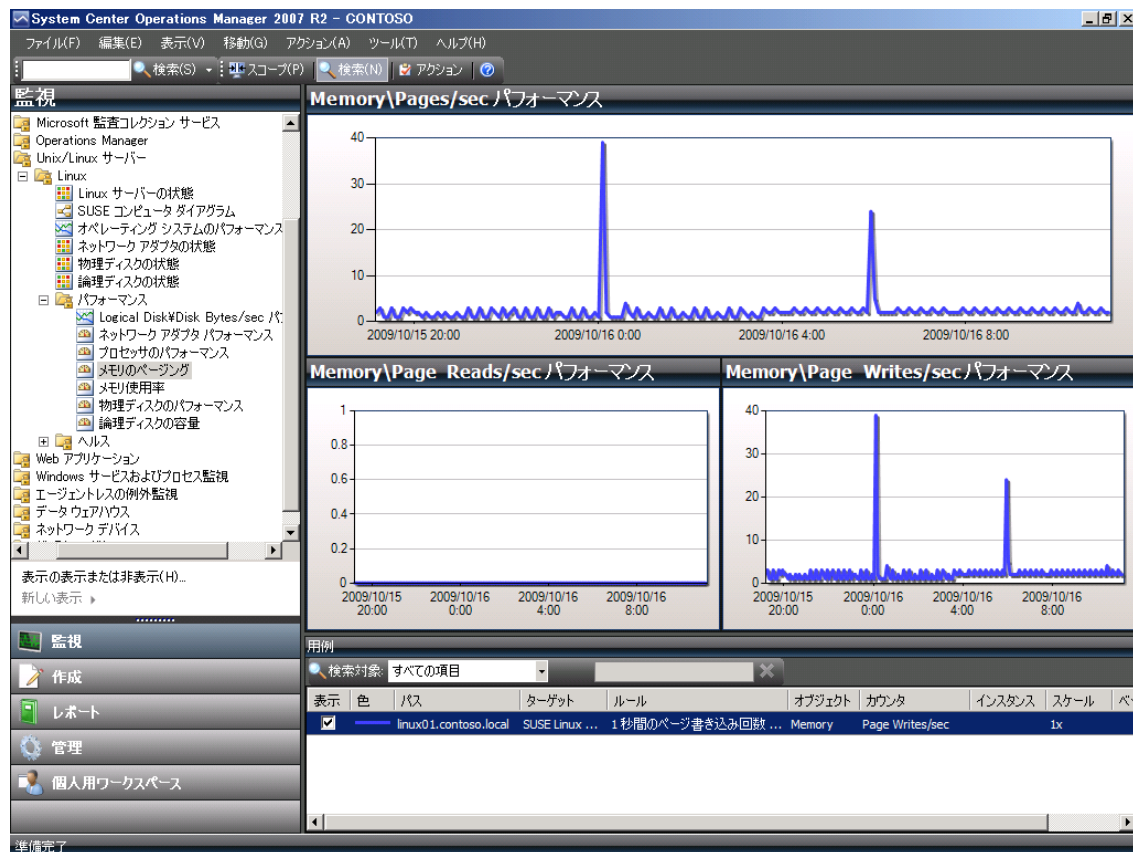 System Center Operations Manager 2007 R2 - CONTOSO
ファイル(F) 編集(E) 表示(V) 移動(G) アクション(A) ツール(T) ヘルプ(H)
検索(S) スコープ(P) 検索(N) アクション
監視
Microsoft 監査コレクション サービス
Operations Manager
Unix/Linux サーバー
Linux
Linux サーバーの状態
SUSE コンピュータ ダイアグラム
オペレーティング システムのパフォーマンス
ネットワーク アダプタの状態
物理ディスクの状態
論理ディスクの状態
パフォーマンス
Logical Disk¥Disk Bytes/sec パ
ネットワーク アダプタ パフォーマンス
プロセッサのパフォーマンス
メモリのページング
メモリ使用率
物理ディスクのパフォーマンス
論理ディスクの容量
ヘルス
Web アプリケーション
Windows サービスおよびプロセス監視
エージェントレスの例外監視
データ ウェアハウス
ネットワーク デバイス
表示の表示または非表示(H)...
新しい表示
監視
作成
レポート
管理
個人用ワークスペース
Memory\Pages/sec パフォーマンス
40
30
20
10
0
2009/10/15 20:00 2009/10/16 0:00 2009/10/16 4:00 2009/10/16 8:00
Memory\Page Reads/sec パフォーマンス
1
0.8
0.6
0.4
0.2
0
2009/10/15 2009/10/16 2009/10/16 2009/10/16
20:00 0:00 4:00 8:00
Memory\Page Writes/sec パフォーマンス
40
30
20
10
0
2009/10/15 2009/10/16 2009/10/16 2009/10/16
20:00 0:00 4:00 8:00
用例
検索対象: すべての項目
表示 色 パス ターゲット ルール オブジェクト カウンタ インスタンス スケール
linux01.contoso.local SUSE Linux ... 1 秒間のページ書き込み回数 ... Memory Page Writes/sec 1x
準備完了